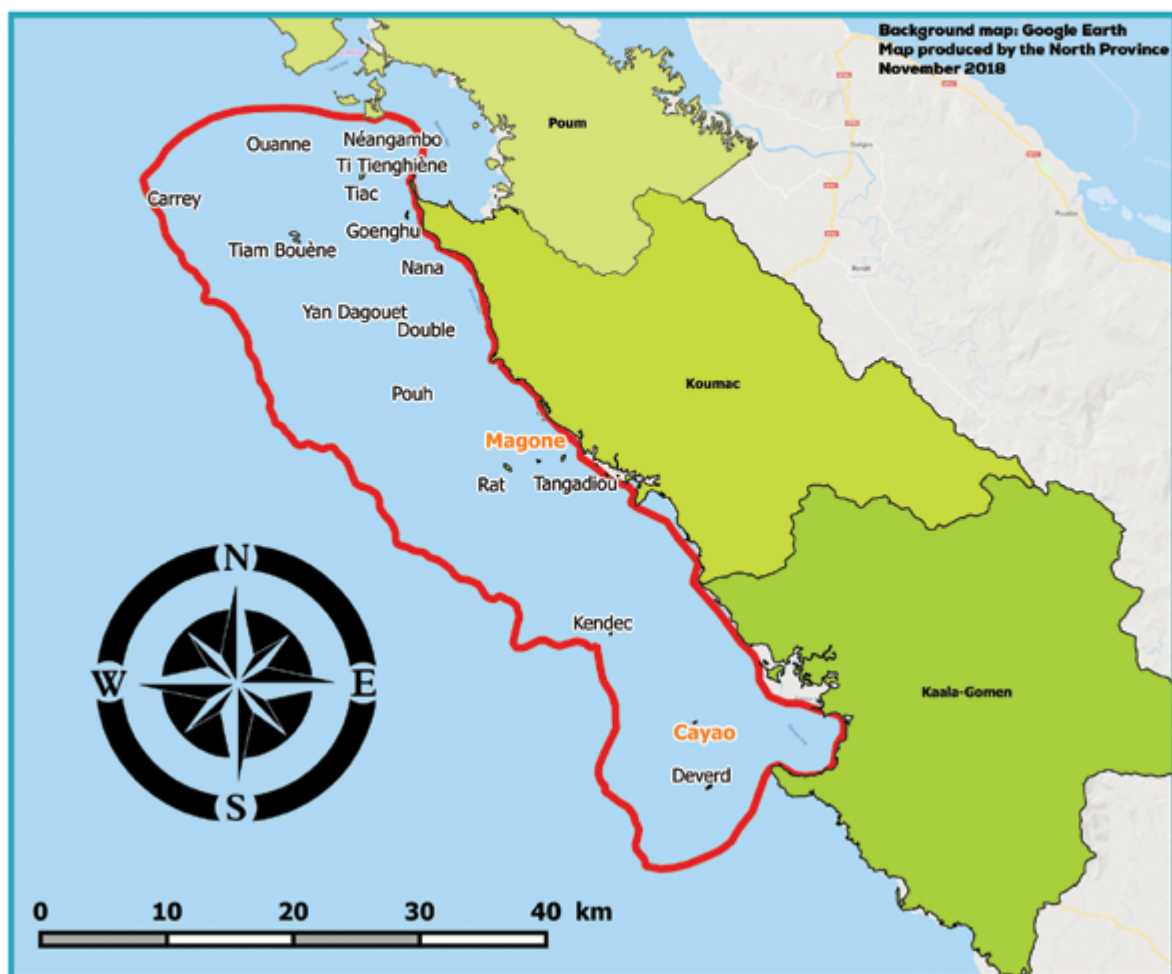 Background map: Google Earth
Map produced by the North Province
November 2018
Poum
Ouanne
Néangambo
Ti Tienghiène
Tiac
Carrey
Goenghu
Tiam Bouène
Nana
Yan Dagouet
Double
Koumac
Pouh
Magone
Rat
Tangadiou
Kendec
Kaala-Gomen
Cayao
Deverd
N
W
E
S
0 10 20 30 40 km